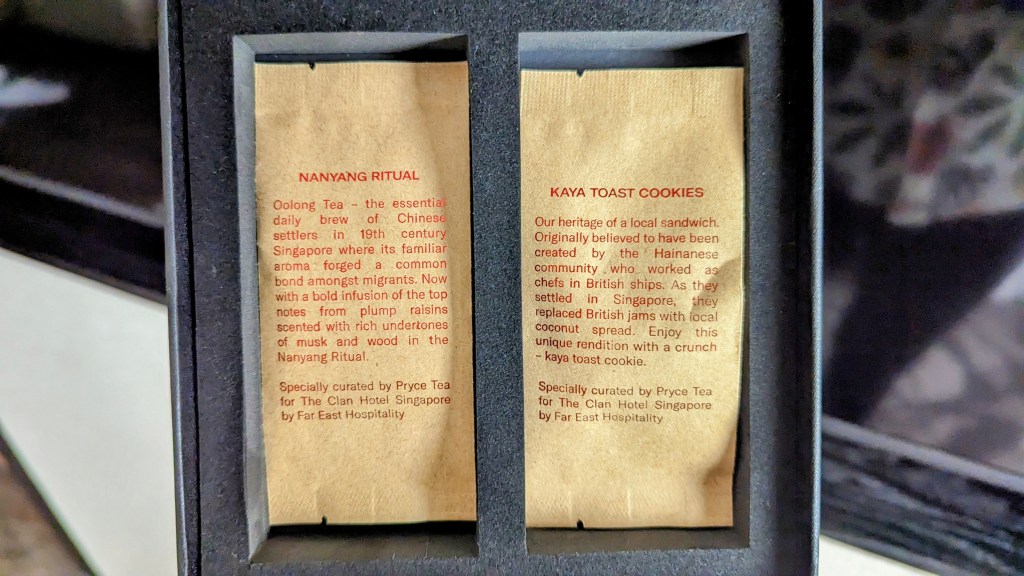 NANYANG RITUAL
Oolong Tea – the essential
daily brew of Chinese
settlers in 19th century
Singapore where its familiar
aroma forged a common
bond amongst migrants. Now
with a bold infusion of the top
notes from plump raisins
scented with rich undertones
of musk and wood in the
Nanyang Ritual.
Specially curated by Pryce Tea
for The Clan Hotel Singapore
by Far East Hospitality
KAYA TOAST COOKIES
Our heritage of a local sandwich.
Originally believed to have been
created by the Hainanese
community who worked as
chefs in British ships. As they
settled in Singapore, they
replaced British jams with local
coconut spread. Enjoy this
unique rendition with a crunch
– kaya toast cookie.
Specially curated by Pryce Tea
for The Clan Hotel Singapore
by Far East Hospitality